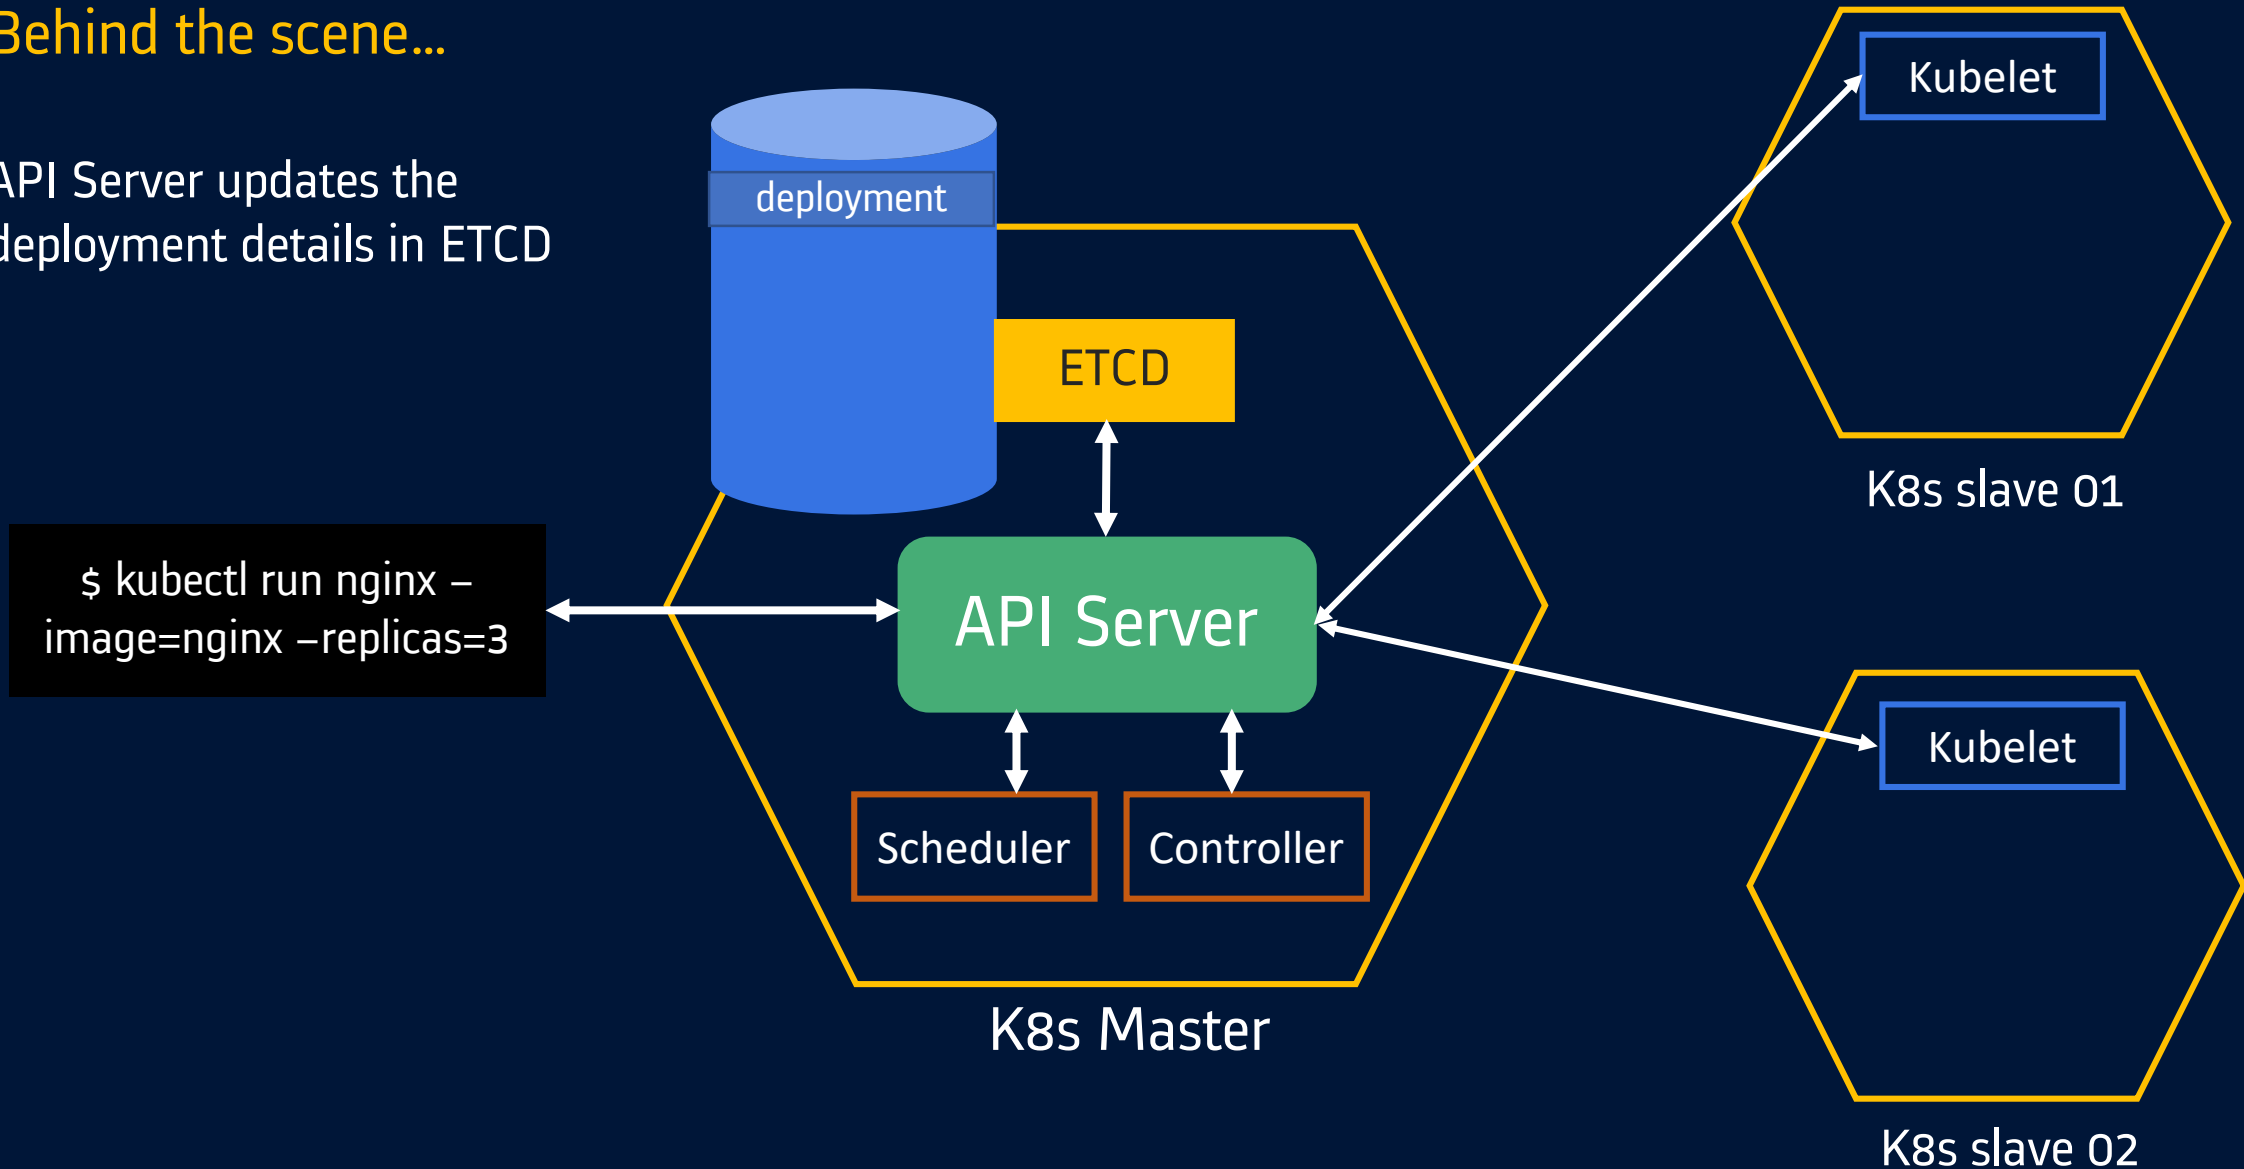 Behind the scene...
API Server updates the
deployment details in ETCD
deployment
ETCD
Kubelet
K8s slave 01
$ kubectl run nginx –
image=nginx –replicas=3
API Server
Kubelet
Scheduler
Controller
K8s Master
K8s slave 02